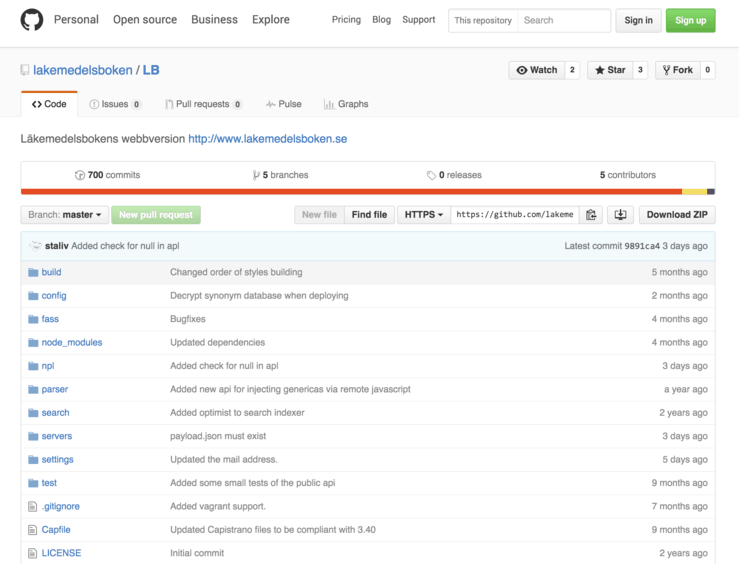 Personal Open source Business Explore Pricing Blog Support This repository Search Sign in Sign up
lakemedelsboken / LB Watch 2 Star 3 Fork 0
Code Issues 0 Pull requests 0 Pulse Graphs
Läkemedelsbokens webbversion http://www.lakemedelsboken.se
700 commits 5 branches 0 releases 5 contributors
Branch: master New pull request New file Find file HTTPS https://github.com/lakeme Download ZIP
staliv Added check for null in apl Latest commit 9891ca4 3 days ago
build Changed order of styles building 5 months ago
config Decrypt synonym database when deploying 2 months ago
fass Bugfixes 4 months ago
node_modules Updated dependencies 4 months ago
npl Added check for null in apl 3 days ago
parser Added new api for injecting genericas via remote javascript a year ago
search Added optimist to search indexer 2 years ago
servers payload.json must exist 3 days ago
settings Updated the mail address. 5 days ago
test Added some small tests of the public api 9 months ago
.gitignore Added vagrant support. 7 months ago
Capfile Updated Capistrano files to be compliant with 3.40 9 months ago
LICENSE Initial commit 2 years ago